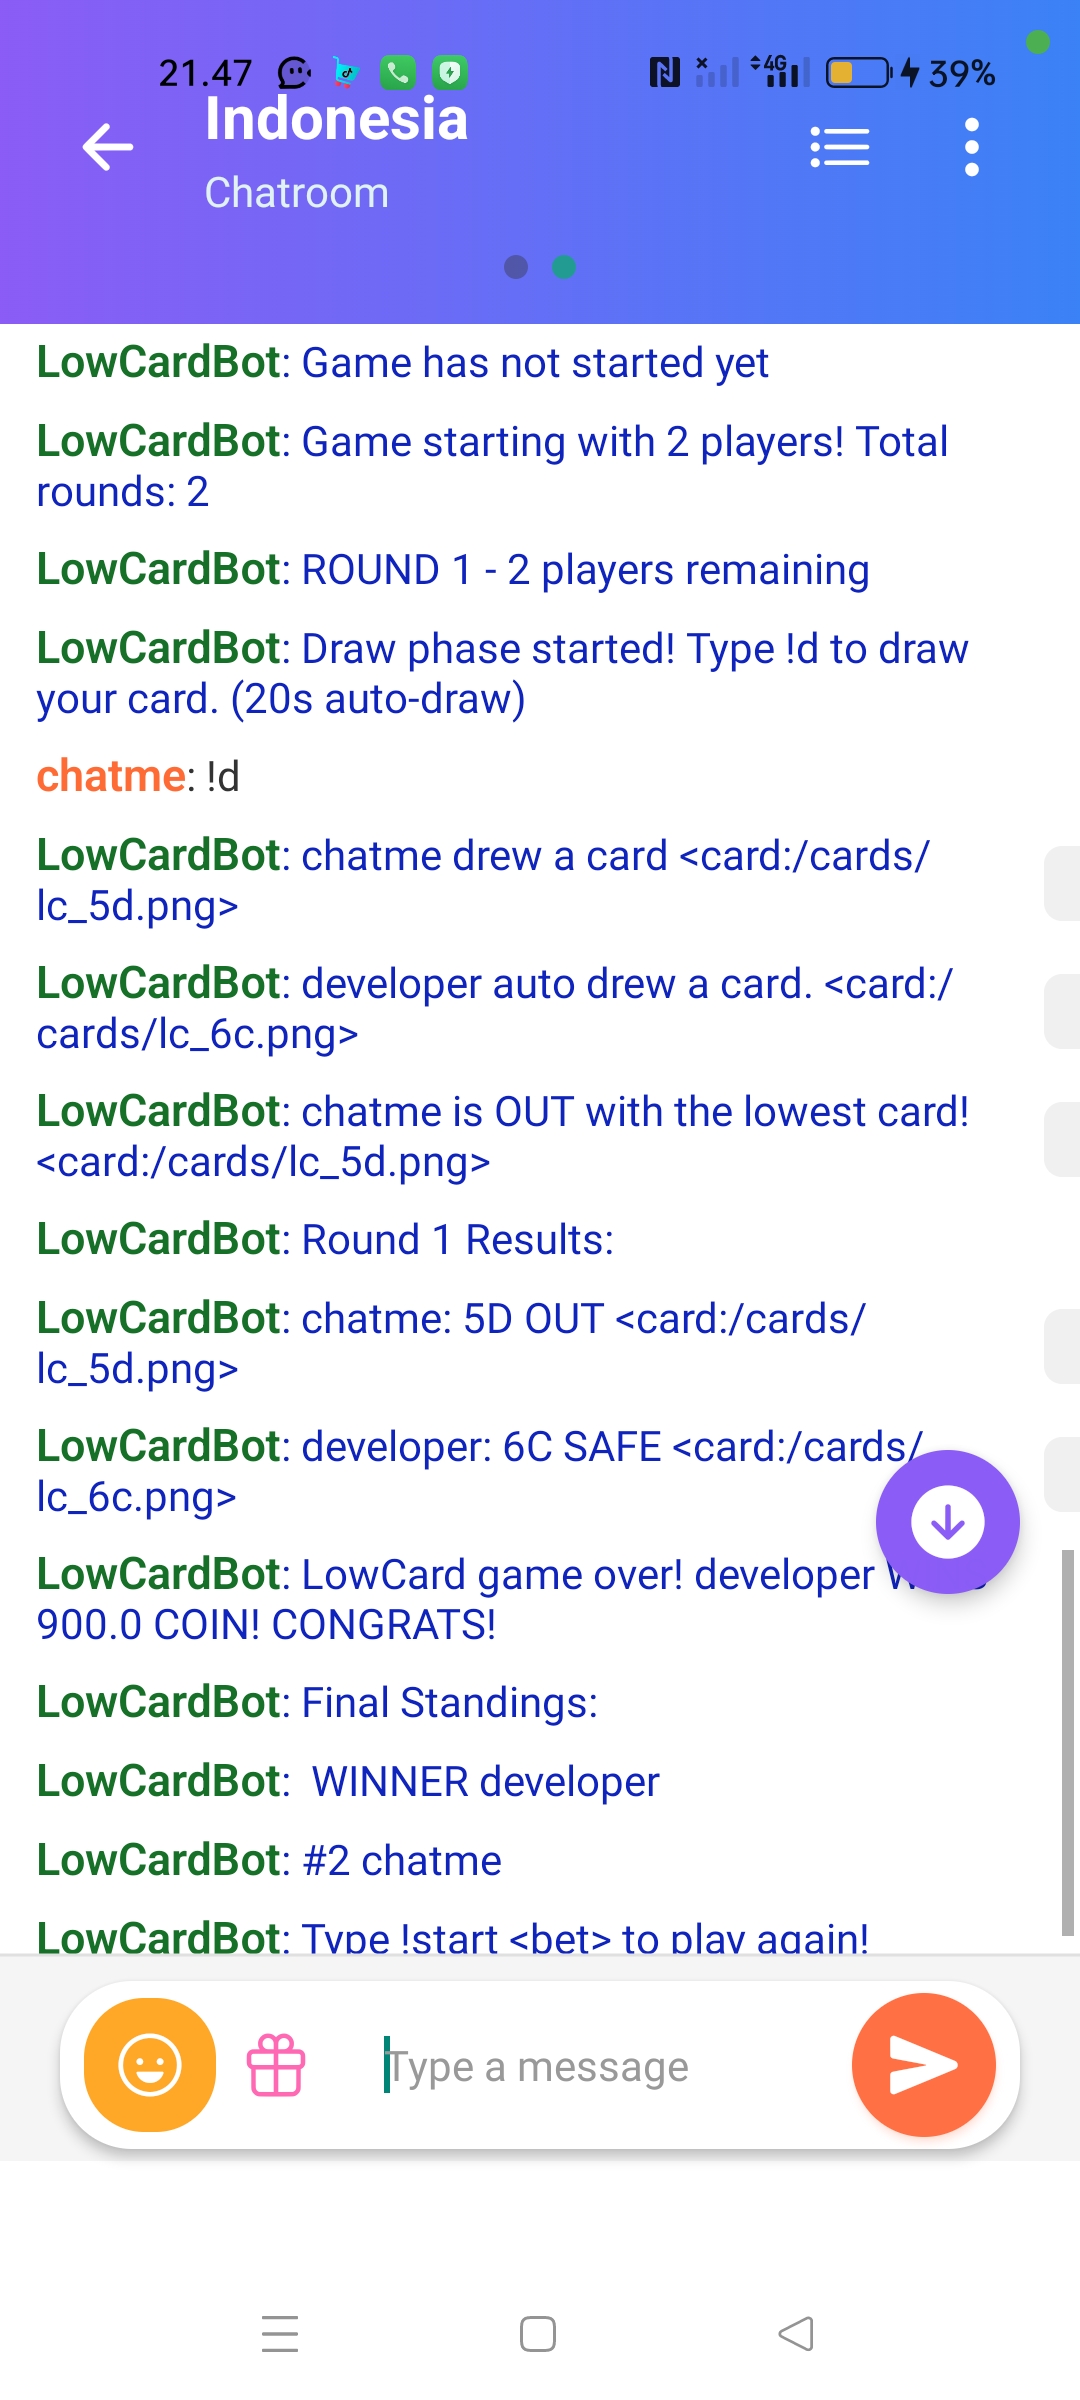 21.47
4G
39%
Indonesia
Chatroom
LowCardBot: Game has not started yet
LowCardBot: Game starting with 2 players! Total
rounds: 2
LowCardBot: ROUND 1 - 2 players remaining
LowCardBot: Draw phase started! Type !d to draw
your card. (20s auto-draw)
chatme: !d
LowCardBot: chatme drew a card <card:/cards/
lc_5d.png>
LowCardBot: developer auto drew a card. <card:/
cards/lc_6c.png>
LowCardBot: chatme is OUT with the lowest card!
<card:/cards/lc_5d.png>
LowCardBot: Round 1 Results:
LowCardBot: chatme: 5D OUT <card:/cards/
lc_5d.png>
LowCardBot: developer: 6C SAFE <card:/cards/
lc_6c.png>
LowCardBot: LowCard game over! developer
900.0 COIN! CONGRATS!
LowCardBot: Final Standings:
LowCardBot: WINNER developer
LowCardBot: #2 chatme
LowCardBot: Type !start <bet> to play again!
Type a message